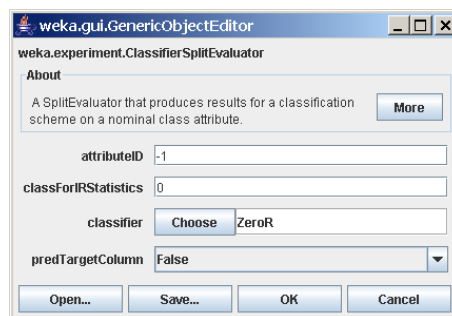 weka.gui.GenericObjectEditor
weka.experiment.ClassifierSplitEvaluator
About
A SplitEvaluator that produces results for a classification
scheme on a nominal class attribute.
More
attributeID -1
classForIRStatistics 0
classifier Choose ZeroR
predTargetColumn False
Open... Save... OK Cancel